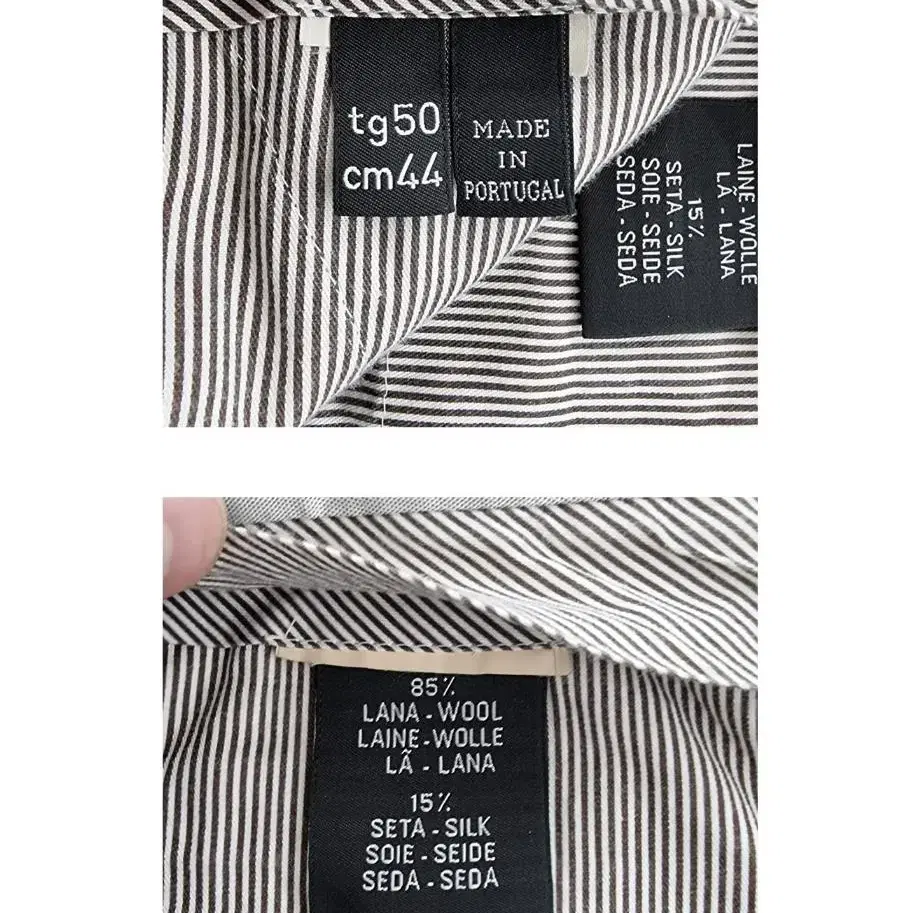 tg50
cm44
MADE
IN
PORTUGAL
LAINE-WOLLE
LÃ - LANA
15%
SETA - SILK
SOIE - SEIDE
SEDA - SEDA
85%
LANA - WOOL
LAINE-WOLLE
LÃ - LANA
15%
SETA - SILK
SOIE - SEIDE
SEDA - SEDA